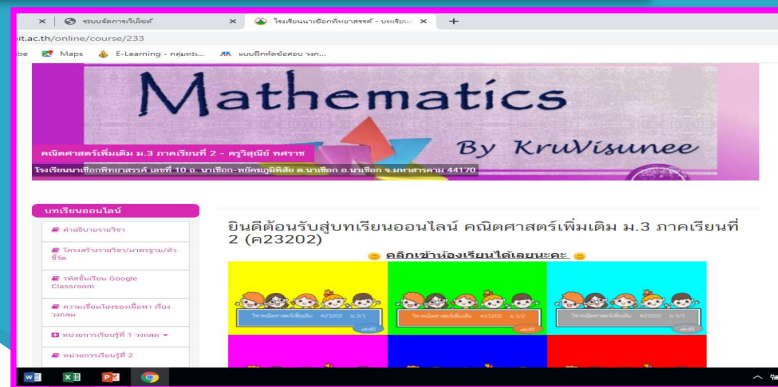 ระบบจัดการเว็บไซต์
โรงเรียนนาเชือกพิทยาสรรค์ - บทเรียน
bit.ac.th/online/course/233
be Maps E-Learning - กลุ่มบ... แบบฝึกหัดข้อสอบ วงก...
Mathematics
By KruVisunee
คณิตศาสตร์เพิ่มเติม ม.3 ภาคเรียนที่ 2 - ครูวิสุณีย์ ทศราช
โรงเรียนนาเชือกพิทยาสรรค์ เลขที่ 10 ถ. นาเชือก-พยัคฆภูมิพิสัย ต.นาเชือก อ.นาเชือก จ.มหาสารคาม 44170
บทเรียนออนไลน์
คำอธิบายรายวิชา
โครงสร้างรายวิชา/มาตรฐาน/ตัว
ชี้วัด
รหัสชั้นเรียน Google
Classroom
ความเชื่อมโยงของเนื้อหา เรื่อง
วงกลม
หน่วยการเรียนรู้ที่ 1 วงกลม
หน่วยการเรียนรู้ที่ 2
ยินดีต้อนรับสู่บทเรียนออนไลน์ คณิตศาสตร์เพิ่มเติม ม.3 ภาคเรียนที่
2 (ค23202)
คลิกเข้าห้องเรียนได้เลยนะคะ
วิชาคณิตศาสตร์เพิ่มเติม ค23202 ม.3/1
วิชาคณิตศาสตร์เพิ่มเติม ค23202 ม.3/2
วิชาคณิตศาสตร์เพิ่มเติม ค23202 ม.3/3